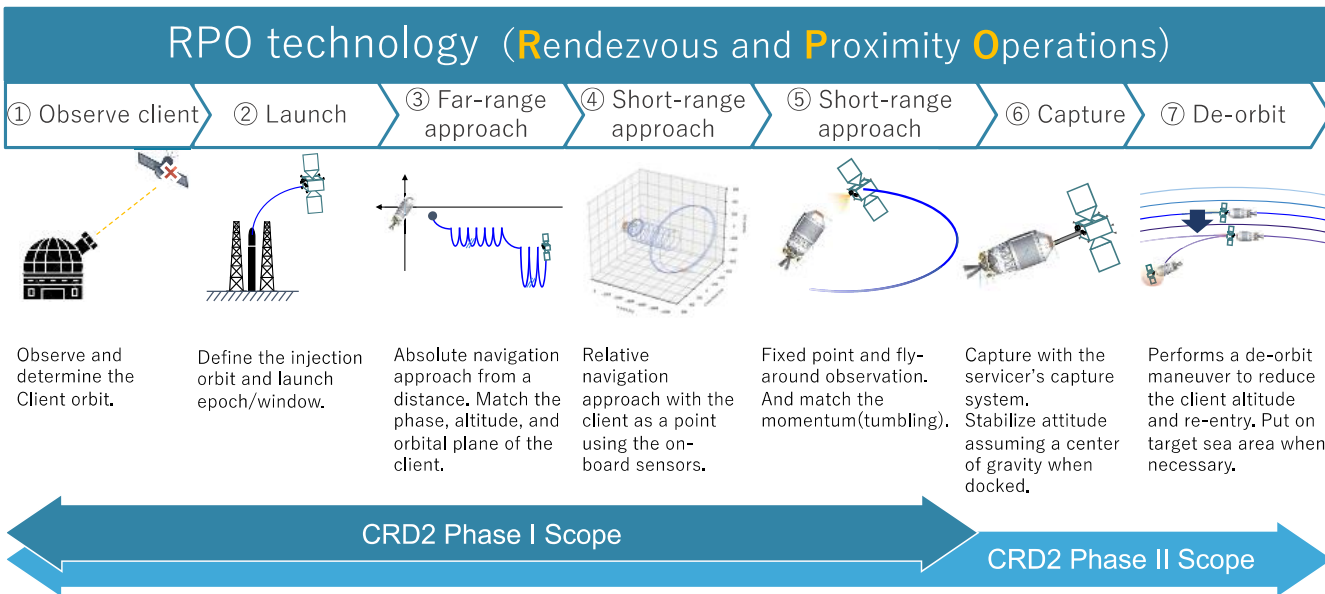 RPO technology (Rendezvous and Proximity Operations)
① Observe client
② Launch
③ Far-range
approach
④ Short-range
approach
⑤ Short-range
approach
⑥ Capture
⑦ De-orbit
Observe and
determine the
Client orbit.
Define the injection
orbit and launch
epoch/window.
Absolute navigation
approach from a
distance. Match the
phase, altitude, and
orbital plane of the
client.
Relative
navigation
approach with the
client as a point
using the on-
board sensors.
Fixed point and fly-
around observation.
And match the
momentum(tumbling).
Capture with the
servicer's capture
system.
Stabilize attitude
assuming a center
of gravity when
docked.
Performs a de-orbit
maneuver to reduce
the client altitude
and re-entry. Put on
target sea area when
necessary.
CRD2 Phase I Scope
CRD2 Phase II Scope